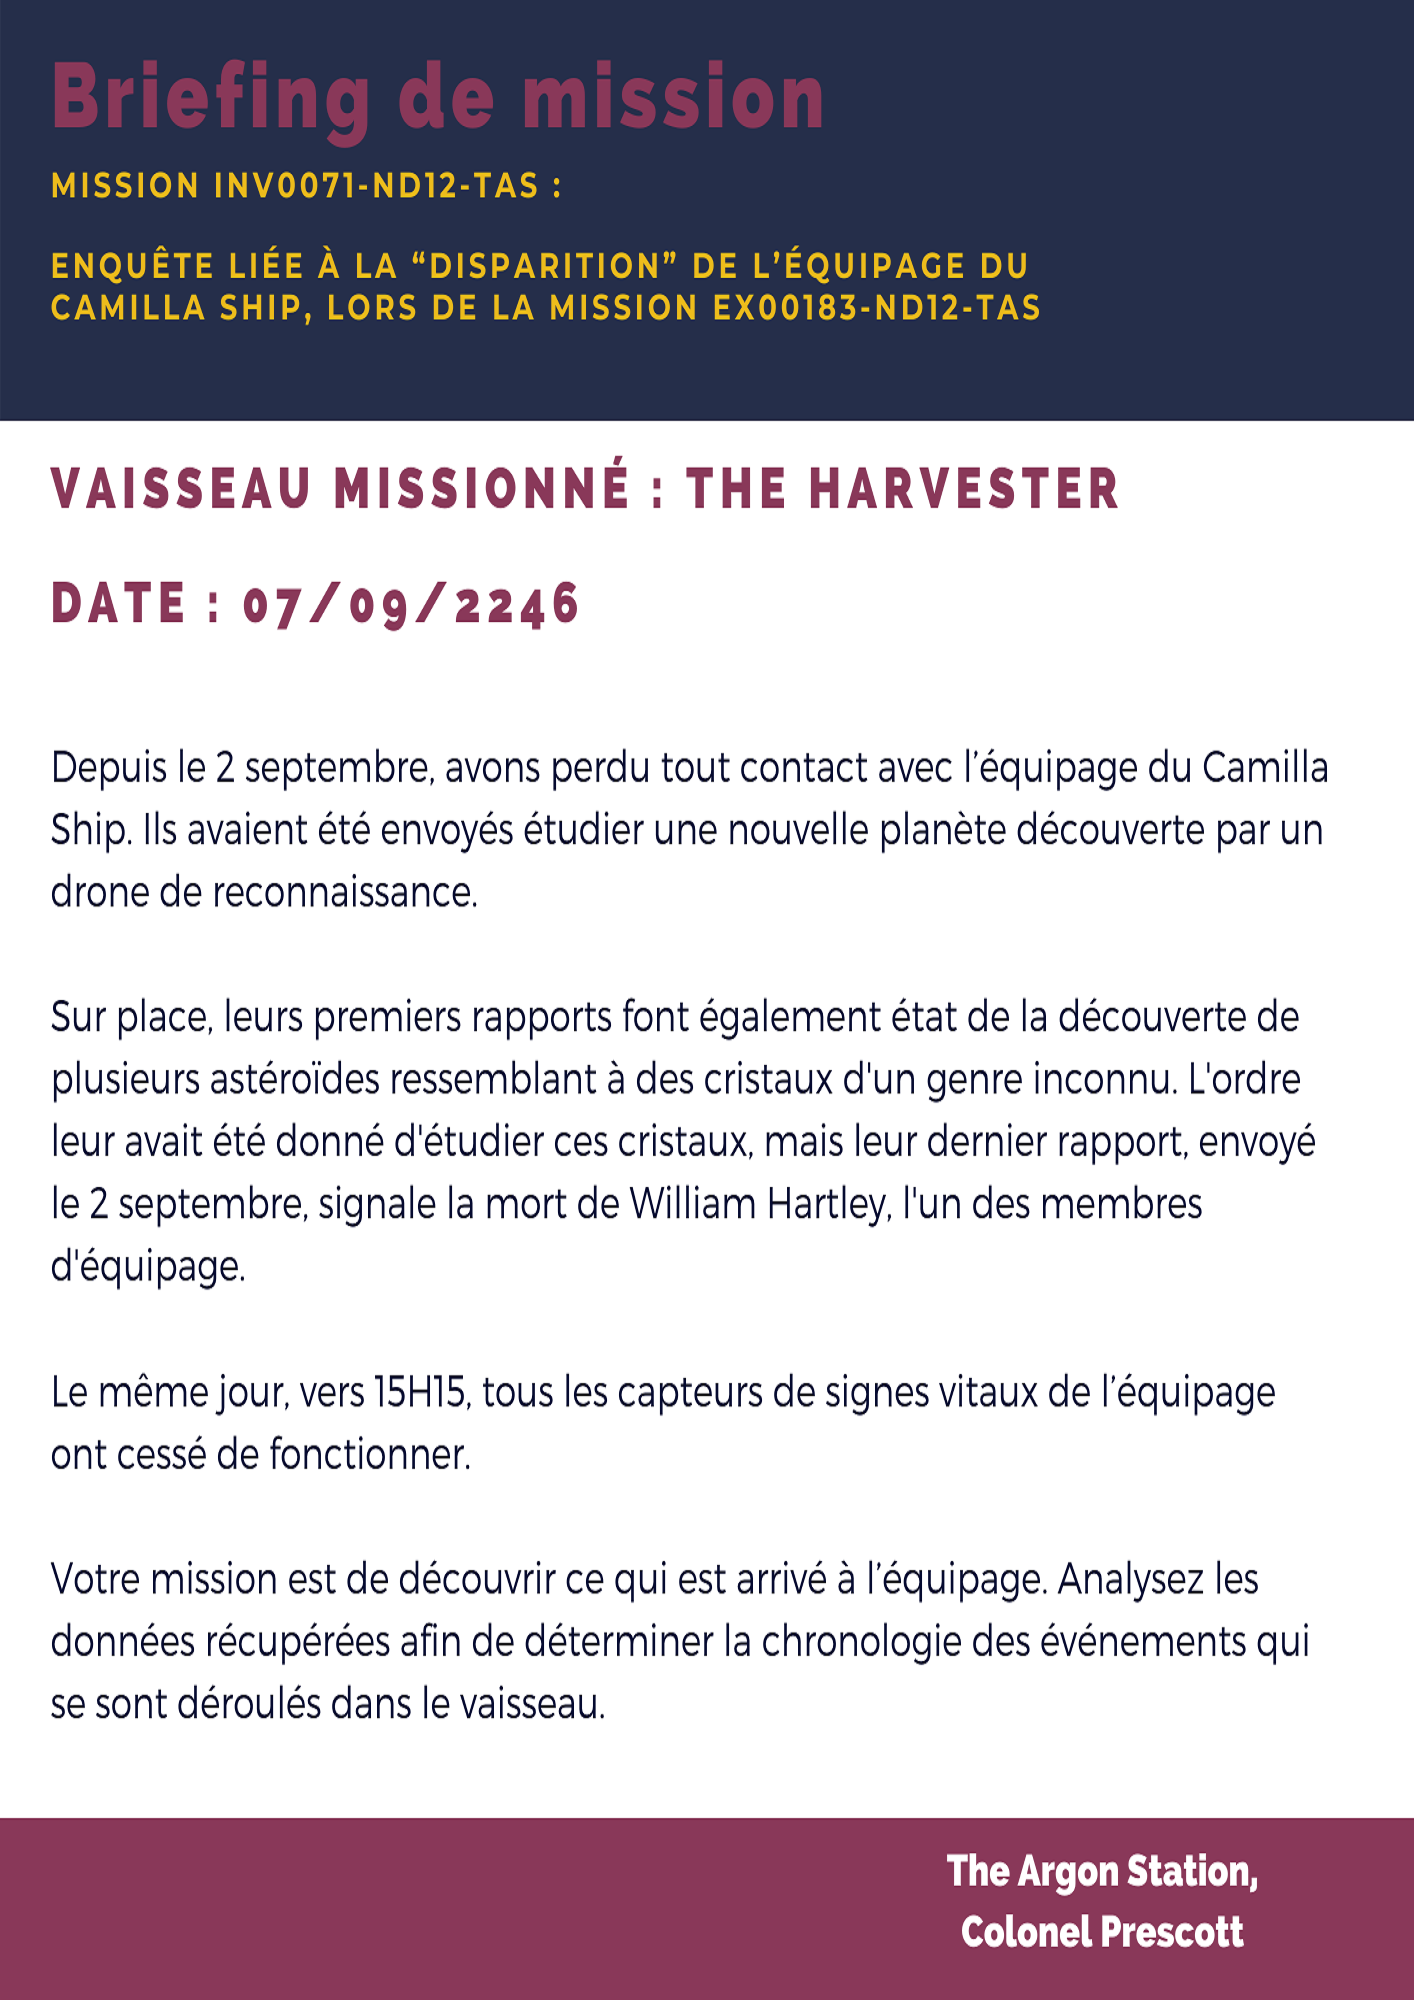 Briefing de mission
MISSION INV0071-ND12-TAS :
ENQUÊTE LIÉE À LA “DISPARITION” DE L’ÉQUIPAGE DU
CAMILLA SHIP, LORS DE LA MISSION EX00183-ND12-TAS
VAISSEAU MISSIONNÉ : THE HARVESTER
DATE : 07/09/2246
Depuis le 2 septembre, avons perdu tout contact avec l’équipage du Camilla
Ship. Ils avaient été envoyés étudier une nouvelle planète découverte par un
drone de reconnaissance.
Sur place, leurs premiers rapports font également état de la découverte de
plusieurs astéroïdes ressemblant à des cristaux d'un genre inconnu. L'ordre
leur avait été donné d'étudier ces cristaux, mais leur dernier rapport, envoyé
le 2 septembre, signale la mort de William Hartley, l'un des membres
d'équipage.
Le même jour, vers 15H15, tous les capteurs de signes vitaux de l’équipage
ont cessé de fonctionner.
Votre mission est de découvrir ce qui est arrivé à l’équipage. Analysez les
données récupérées afin de déterminer la chronologie des événements qui
se sont déroulés dans le vaisseau.
The Argon Station,
Colonel Prescott